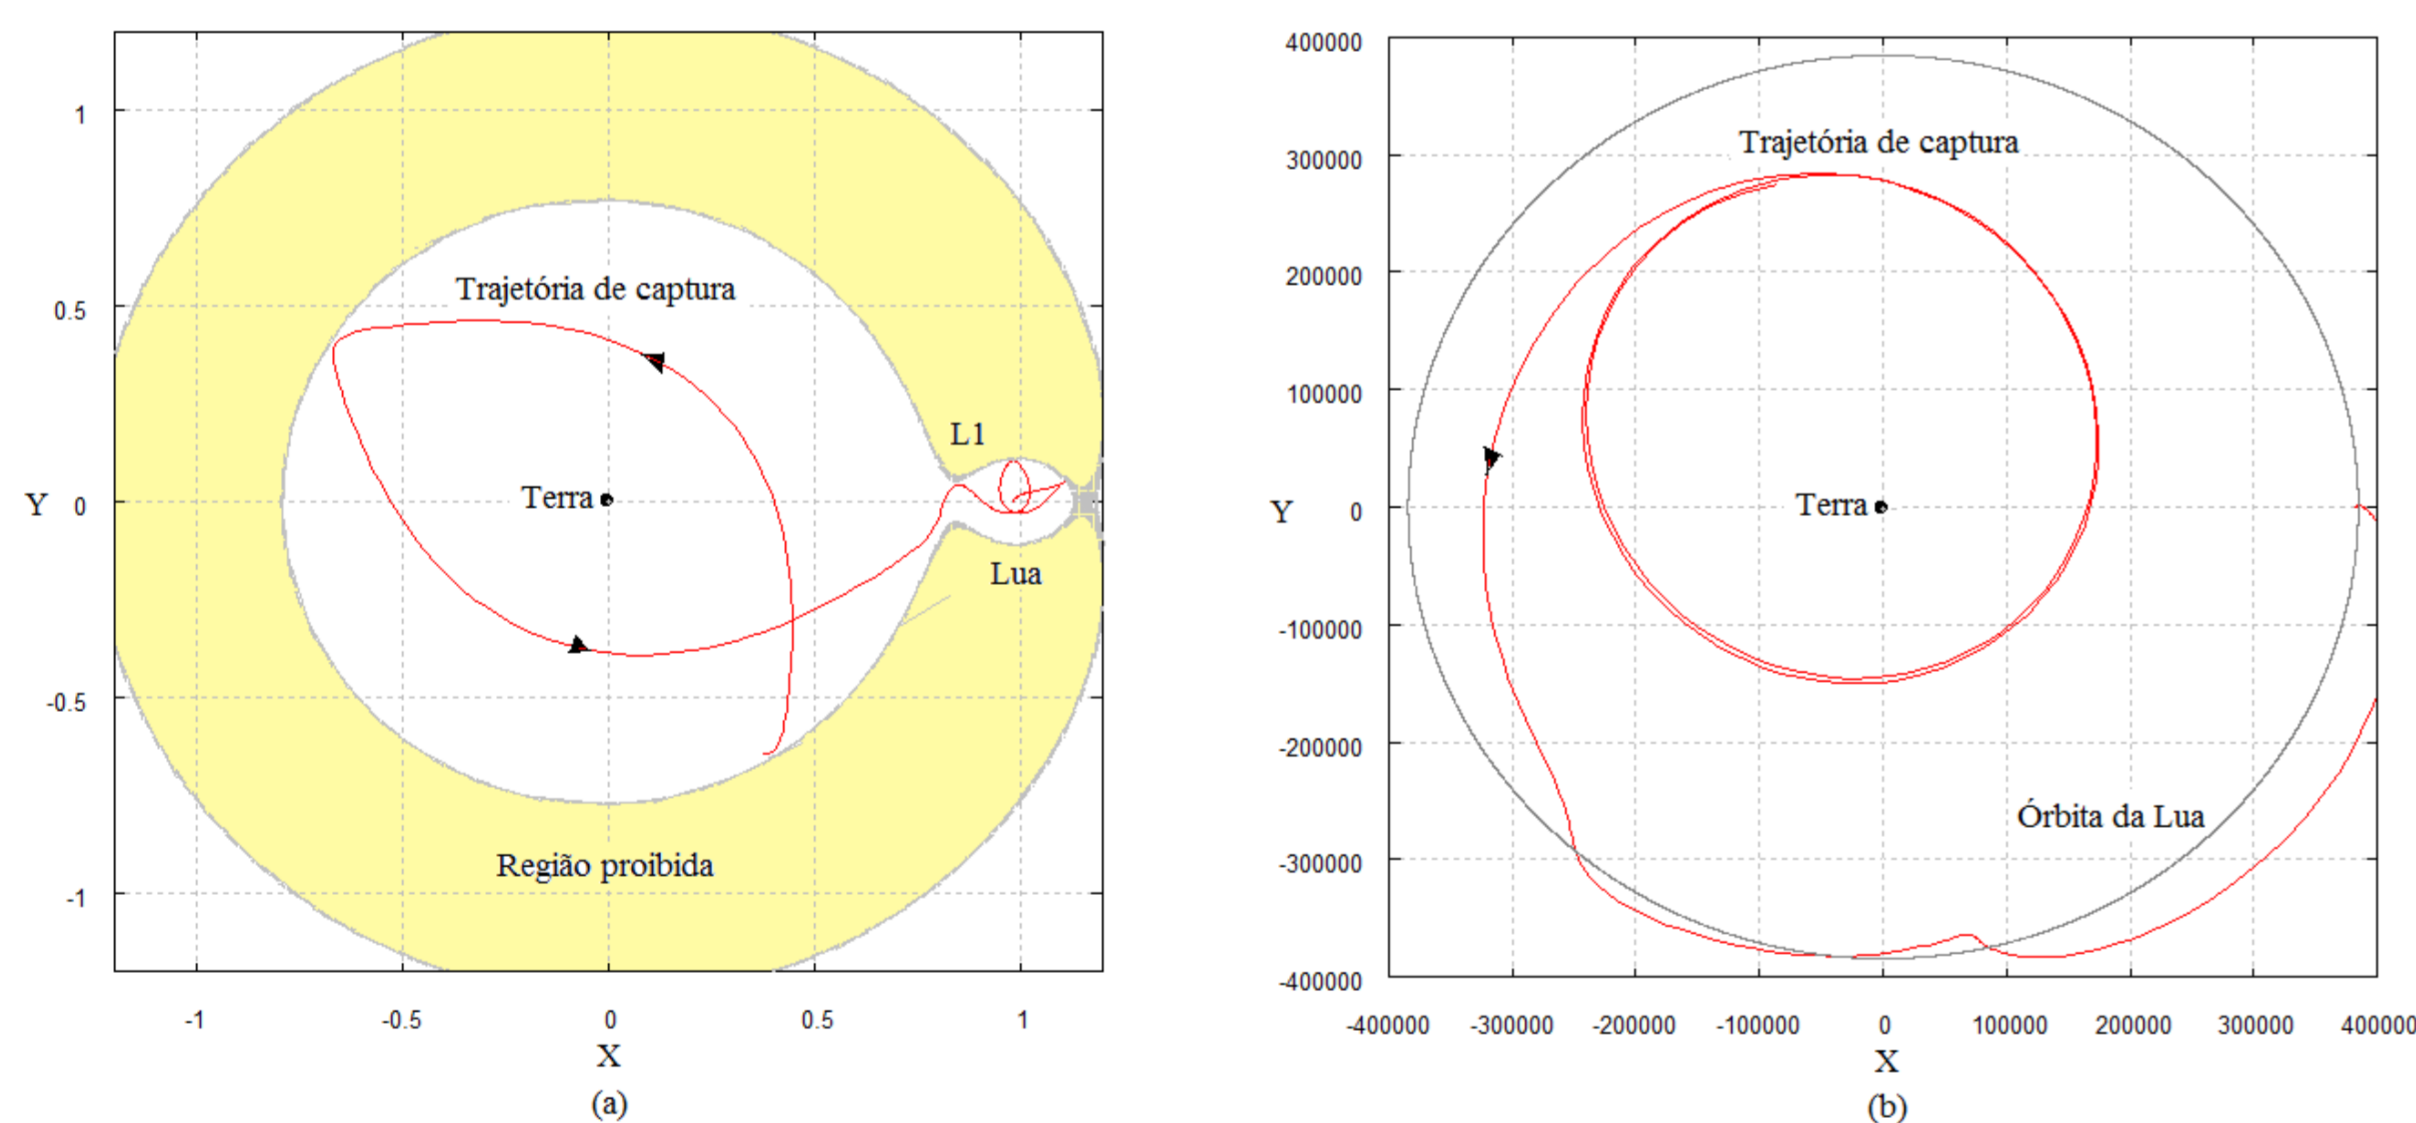 1
0.5
Y 0
-0.5
-1
Trajetória de captura
L1
Terra
Lua
Região proibida
-1 -0.5 0 0.5 1
X
(a)
400000
300000
200000
100000
Y 0
-100000
-200000
-300000
-400000
Trajetória de captura
Terra
Órbita da Lua
-400000 -300000 -200000 -100000 0 100000 200000 300000 400000
X
(b)